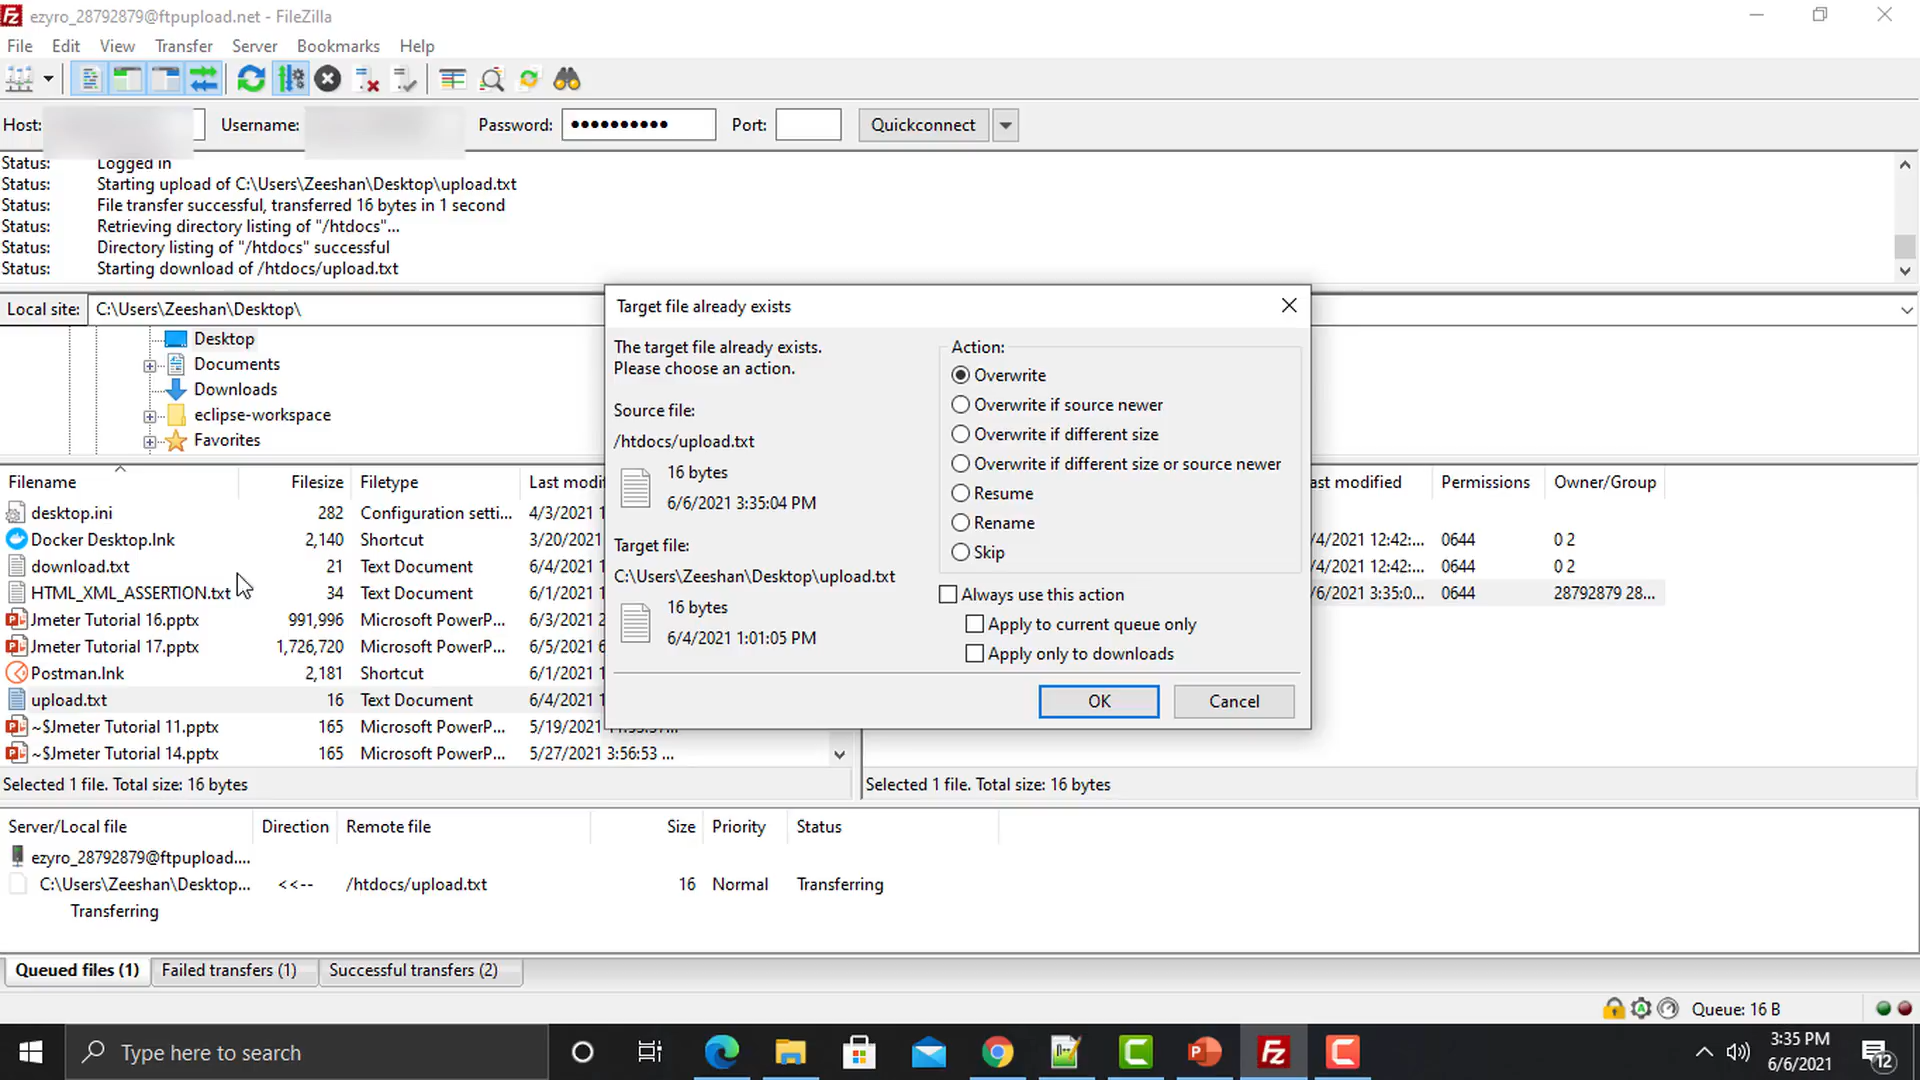 ezyro_28792879@ftpupload.net - FileZilla
File Edit View Transfer Server Bookmarks Help
Host: Username: Password: ●●●●●●●●●● Port: Quickconnect
Status: Logged in
Status: Starting upload of C:\Users\Zeeshan\Desktop\upload.txt
Status: File transfer successful, transferred 16 bytes in 1 second
Status: Retrieving directory listing of "/htdocs"...
Status: Directory listing of "/htdocs" successful
Status: Starting download of /htdocs/upload.txt
Local site: C:\Users\Zeeshan\Desktop\
Desktop
Documents
Downloads
eclipse-workspace
Favorites
Filename Filesize Filetype Last modi
desktop.ini 282 Configuration setti... 4/3/2021 1
Docker Desktop.lnk 2,140 Shortcut 3/20/2021
download.txt 21 Text Document 6/4/2021 1
HTML_XML_ASSERTION.txt 34 Text Document 6/1/2021 1
Jmeter Tutorial 16.pptx 991,996 Microsoft PowerP... 6/3/2021 2
Jmeter Tutorial 17.pptx 1,726,720 Microsoft PowerP... 6/5/2021 6
Postman.lnk 2,181 Shortcut 6/1/2021
upload.txt 16 Text Document 6/4/2021 1
~$Jmeter Tutorial 11.pptx 165 Microsoft PowerP... 5/19/2021
~$Jmeter Tutorial 14.pptx 165 Microsoft PowerP... 5/27/2021 3:56:53 ...
Selected 1 file. Total size: 16 bytes
Target file already exists
The target file already exists.
Please choose an action.
Source file:
/htdocs/upload.txt
16 bytes
6/6/2021 3:35:04 PM
Target file:
C:\Users\Zeeshan\Desktop\upload.txt
16 bytes
6/4/2021 1:01:05 PM
Action:
Overwrite
Overwrite if source newer
Overwrite if different size
Overwrite if different size or source newer
Resume
Rename
Skip
Always use this action
Apply to current queue only
Apply only to downloads
OK Cancel
ast modified Permissions Owner/Group
/4/2021 12:42:... 0644 0 2
/4/2021 12:42:... 0644 0 2
/6/2021 3:35:0... 0644 28792879 28...
Selected 1 file. Total size: 16 bytes
Server/Local file Direction Remote file Size Priority Status
ezyro_28792879@ftpupload....
C:\Users\Zeeshan\Desktop... <<-- /htdocs/upload.txt 16 Normal Transferring
Transferring
Queued files (1) Failed transfers (1) Successful transfers (2)
Queue: 16 B
Type here to search
3:35 PM
6/6/2021
12